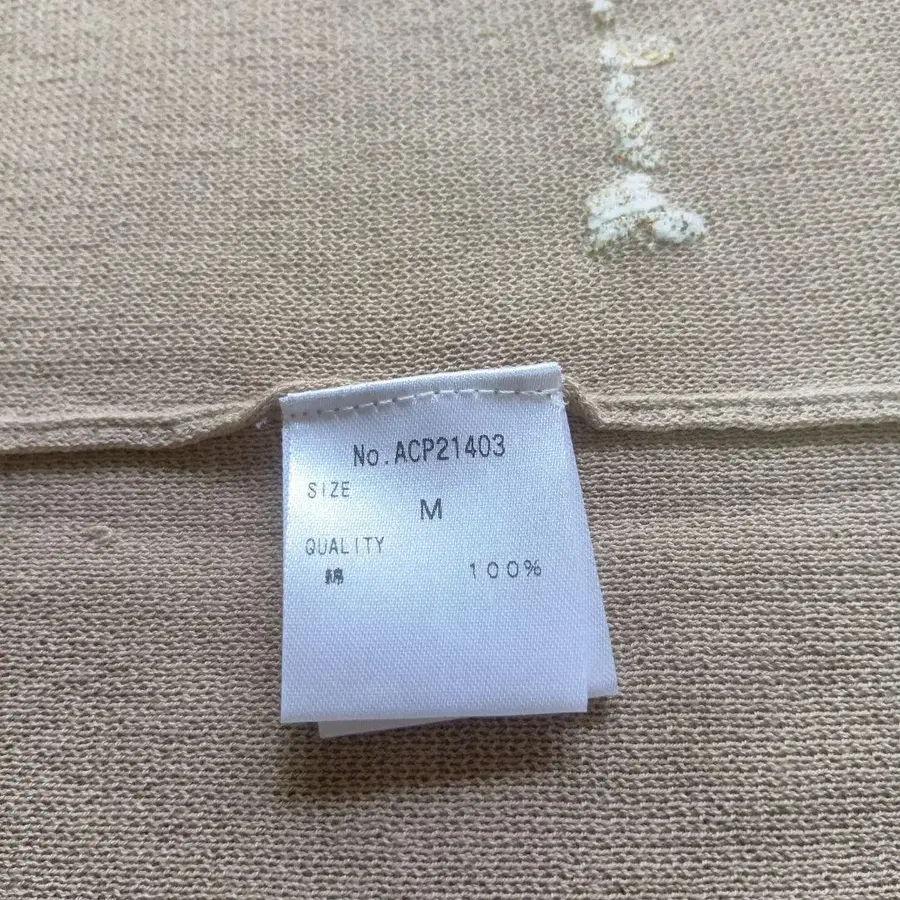 No.ACP21403
SIZE
M
QUALITY
綿 100%